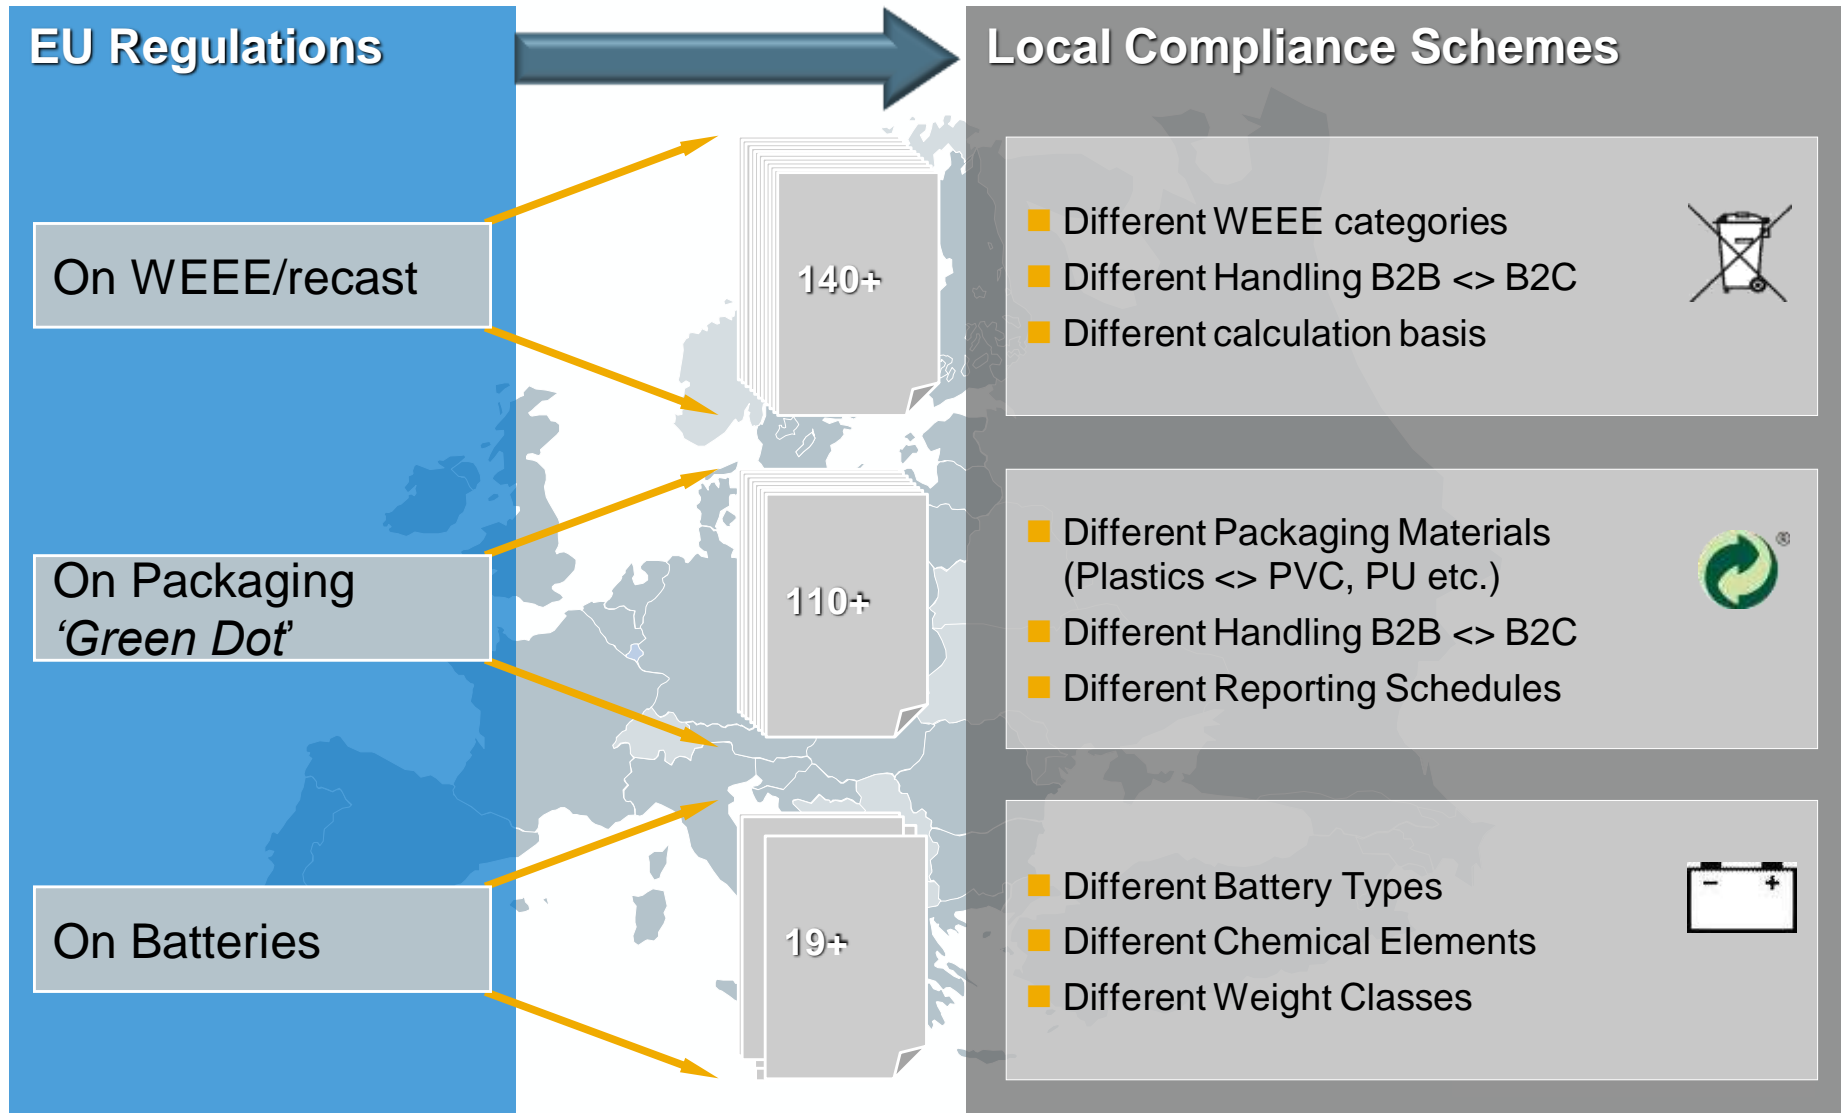 EU Regulations
Local Compliance Schemes
On WEEE/recast
140+
Different WEEE categories
Different Handling B2B <> B2C
Different calculation basis
On Packaging
‘Green Dot’
110+
Different Packaging Materials
(Plastics <> PVC, PU etc.)
Different Handling B2B <> B2C
Different Reporting Schedules
®
On Batteries
19+
Different Battery Types
Different Chemical Elements
Different Weight Classes
- +